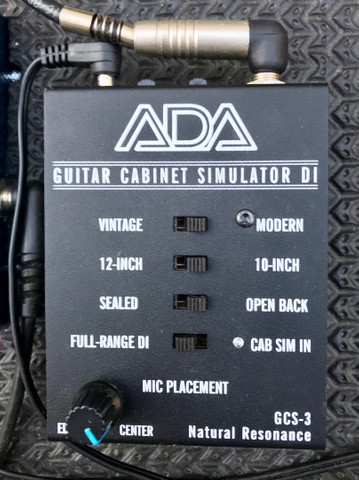 ADA
GUITAR CABINET SIMULATOR DI
VINTAGE MODERN
12-INCH 10-INCH
SEALED OPEN BACK
FULL-RANGE DI CAB SIM IN
MIC PLACEMENT
CENTER
GCS-3
Natural Resonance